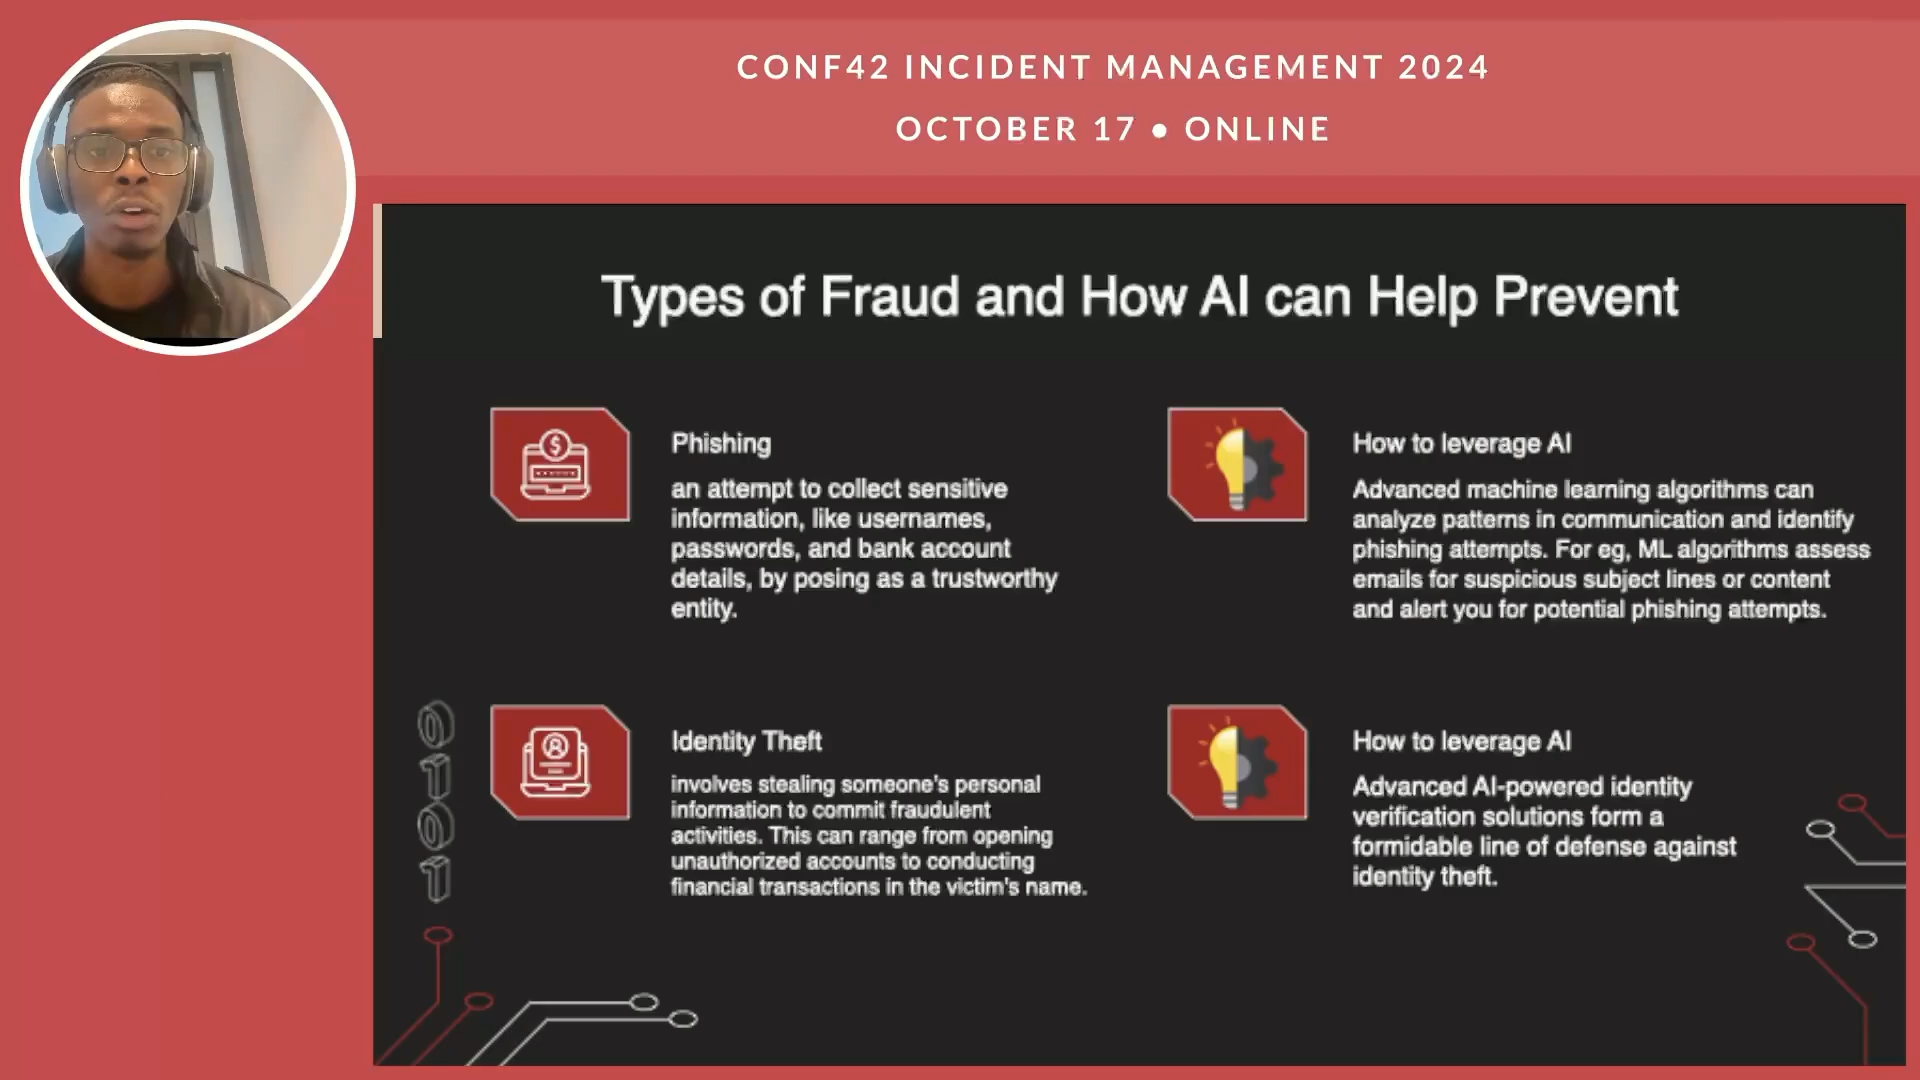 CONF42 INCIDENT MANAGEMENT 2024
OCTOBER 17 • ONLINE
Types of Fraud and How AI can Help Prevent
Phishing
an attempt to collect sensitive
information, like usernames,
passwords, and bank account
details, by posing as a trustworthy
entity.
How to leverage AI
Advanced machine learning algorithms can
analyze patterns in communication and identify
phishing attempts. For eg, ML algorithms assess
emails for suspicious subject lines or content
and alert you for potential phishing attempts.
Identity Theft
involves stealing someone's personal
information to commit fraudulent
activities. This can range from opening
unauthorized accounts to conducting
financial transactions in the victim's name.
How to leverage AI
Advanced AI-powered identity
verification solutions form a
formidable line of defense against
identity theft.
0
1
0
1